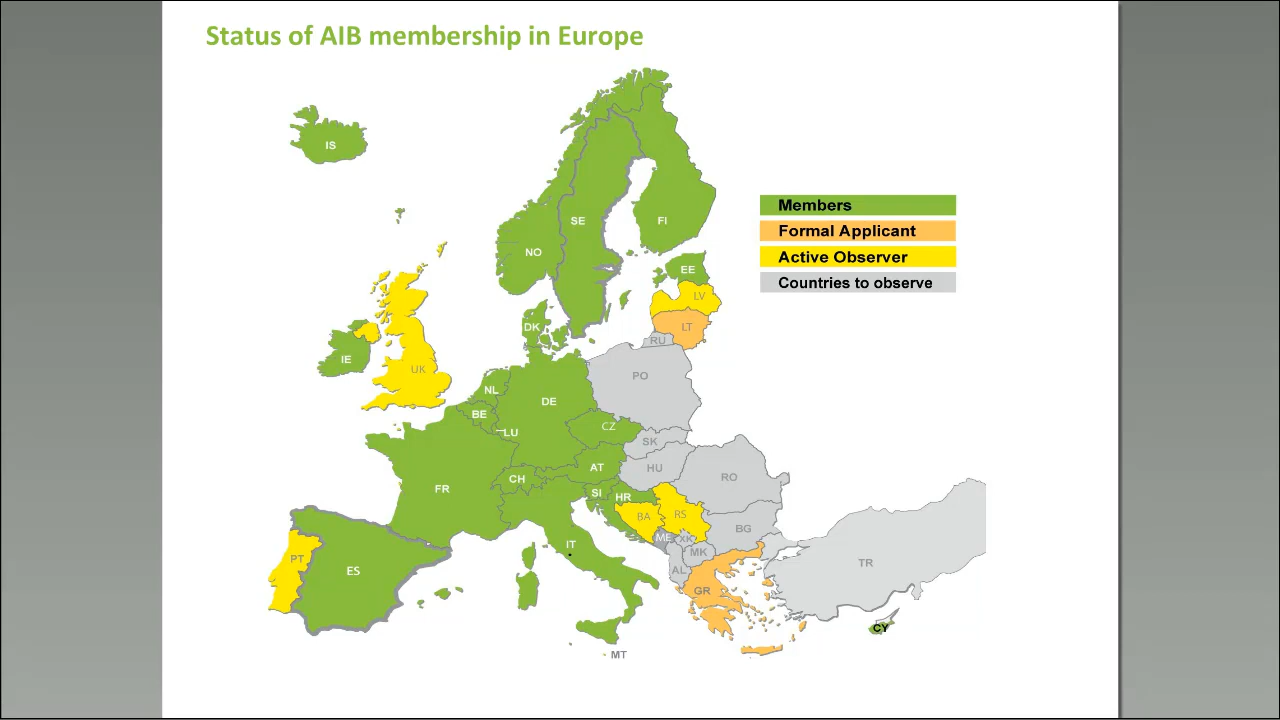 Status of AIB membership in Europe
IS
SE
FI
NO
Members
Formal Applicant
Active Observer
Countries to observe
EE
LV
LT
DK
RU
IE
UK
PO
NL
DE
BE
LU
CZ
SK
AT
HU
CH
RO
FR
SI
HR
BA
RS
BG
IT
ME
XK
MK
PT
ES
AL
TR
GR
CY
MT